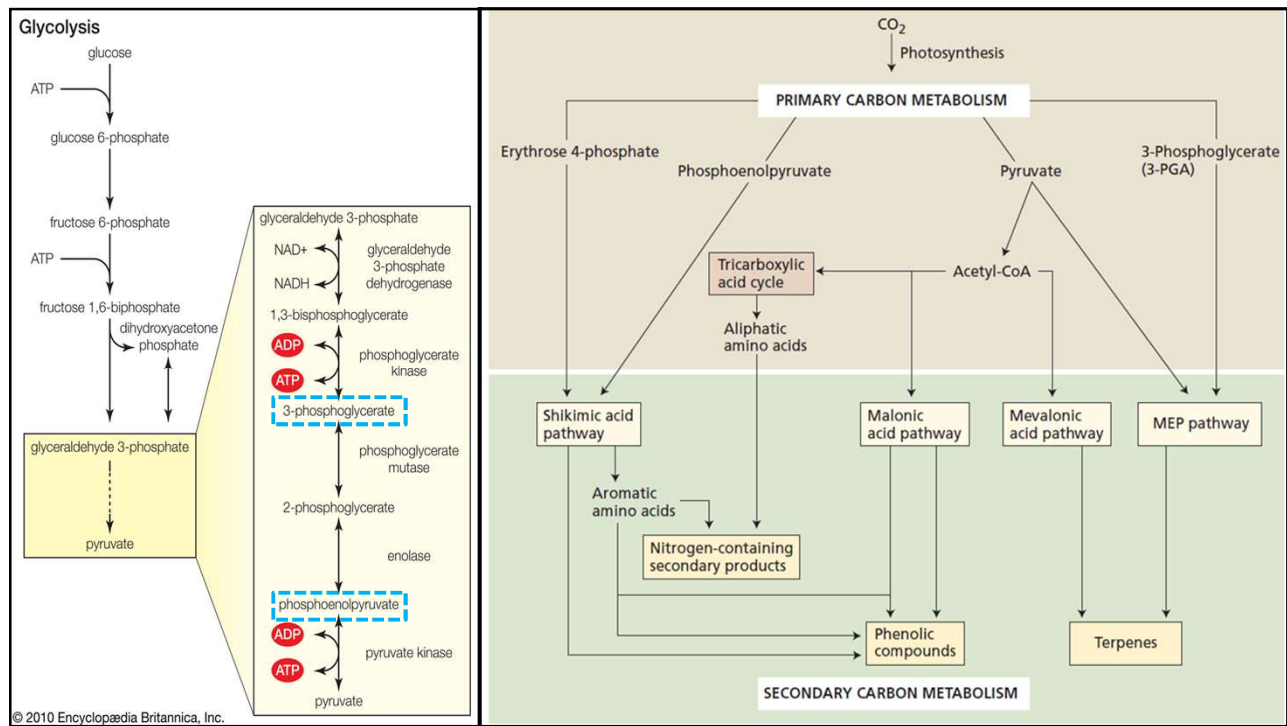 Glycolysis
glucose
ATP
glucose 6-phosphate
fructose 6-phosphate
ATP
fructose 1,6-biphosphate
dihydroxyacetone
phosphate
glyceraldehyde 3-phosphate
pyruvate
glyceraldehyde 3-phosphate
NAD+
NADH
glyceraldehyde
3-phosphate
dehydrogenase
1,3-bisphosphoglycerate
ADP
ATP
phosphoglycerate
kinase
3-phosphoglycerate
phosphoglycerate
mutase
2-phosphoglycerate
enolase
phosphoenolpyruvate
ADP
ATP
pyruvate kinase
pyruvate
© 2010 Encyclopædia Britannica, Inc.
CO2
Photosynthesis
PRIMARY CARBON METABOLISM
Erythrose 4-phosphate
Phosphoenolpyruvate
Pyruvate
3-Phosphoglycerate
(3-PGA)
Tricarboxylic
acid cycle
Acetyl-CoA
Aliphatic
amino acids
Shikimic acid
pathway
Malonic
acid pathway
Mevalonic
acid pathway
MEP pathway
Aromatic
amino acids
Nitrogen-containing
secondary products
Phenolic
compounds
Terpenes
SECONDARY CARBON METABOLISM